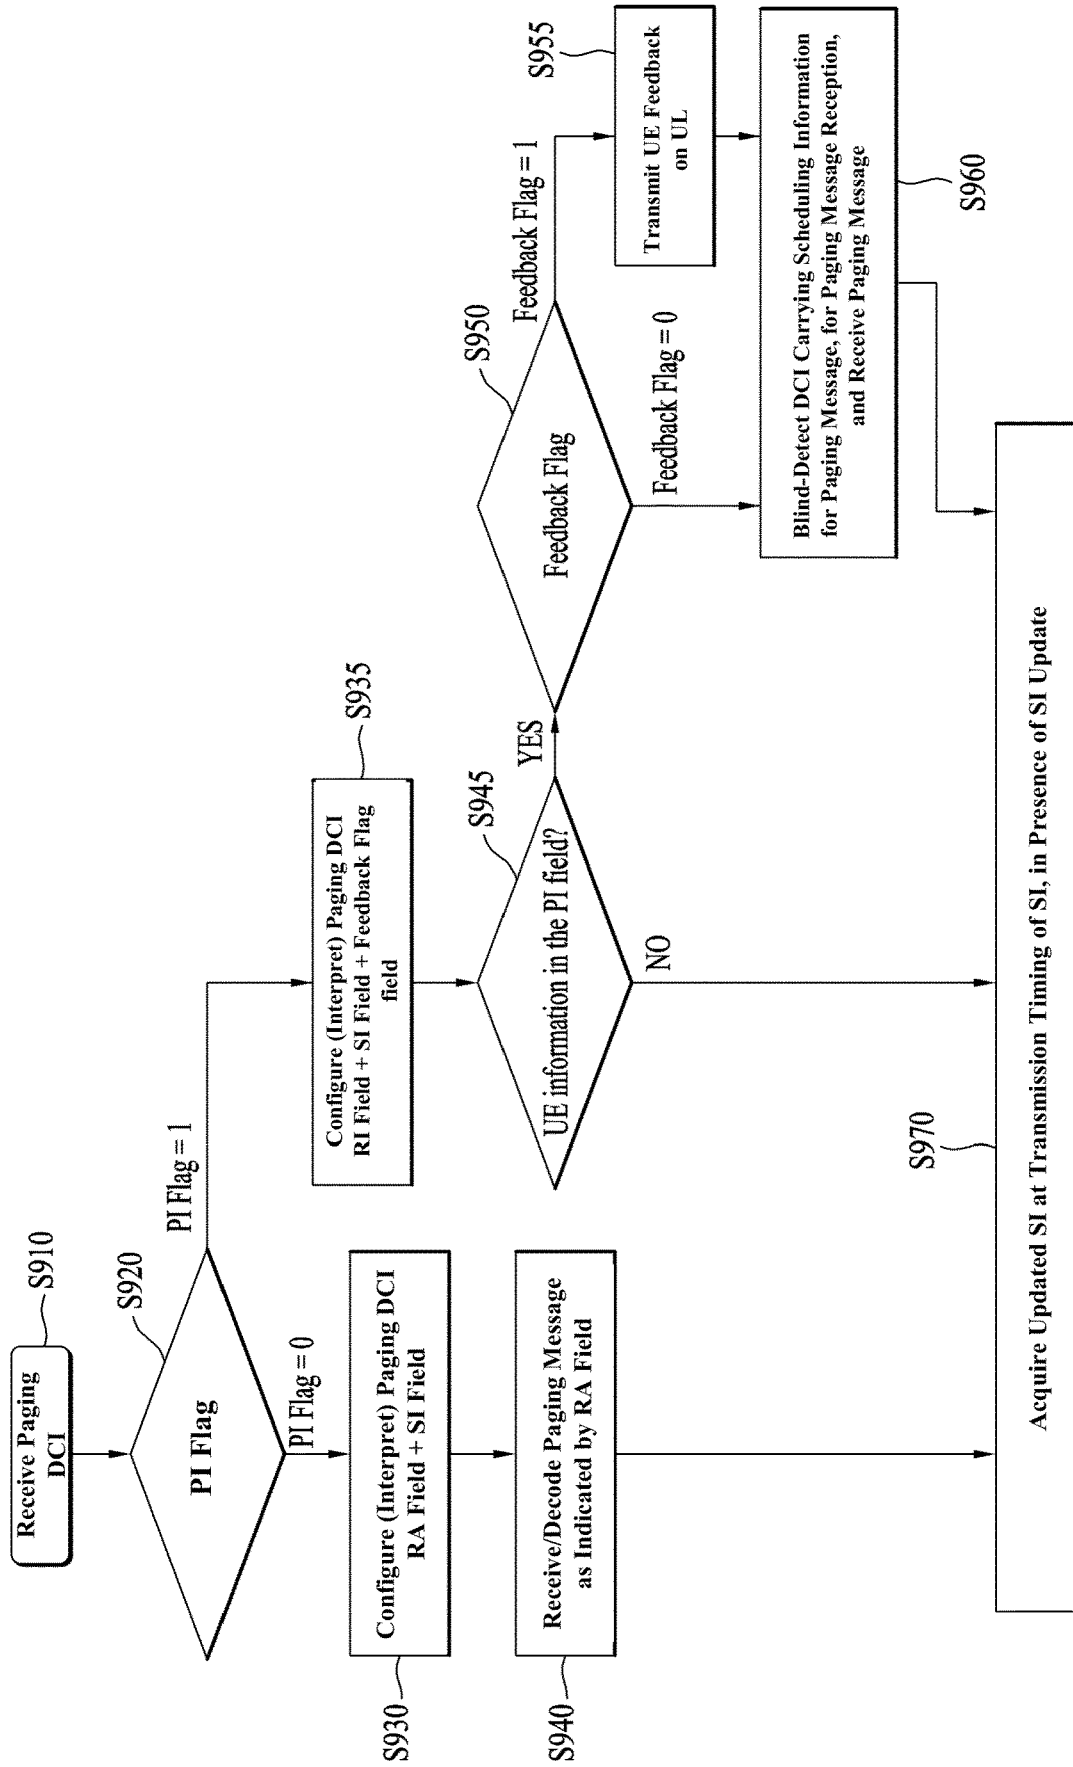 Receive Paging
DCI
S910
PI Flag
S920
PI Flag = 1
PI Flag = 0
Configure (Interpret) Paging DCI
RA Field + SI Field
S930
Receive/Decode Paging Message
as Indicated by RA Field
S940
Configure (Interpret) Paging DCI
RI Field + SI Field + Feedback Flag
field
S935
UE information in the PI field?
S945
YES
NO
Feedback Flag
S950
Feedback Flag = 1
Feedback Flag = 0
Transmit UE Feedback
on UL
S955
Blind-Detect DCI Carrying Scheduling Information
for Paging Message, for Paging Message Reception,
and Receive Paging Message
S960
Acquire Updated SI at Transmission Timing of SI, in Presence of SI Update
S970